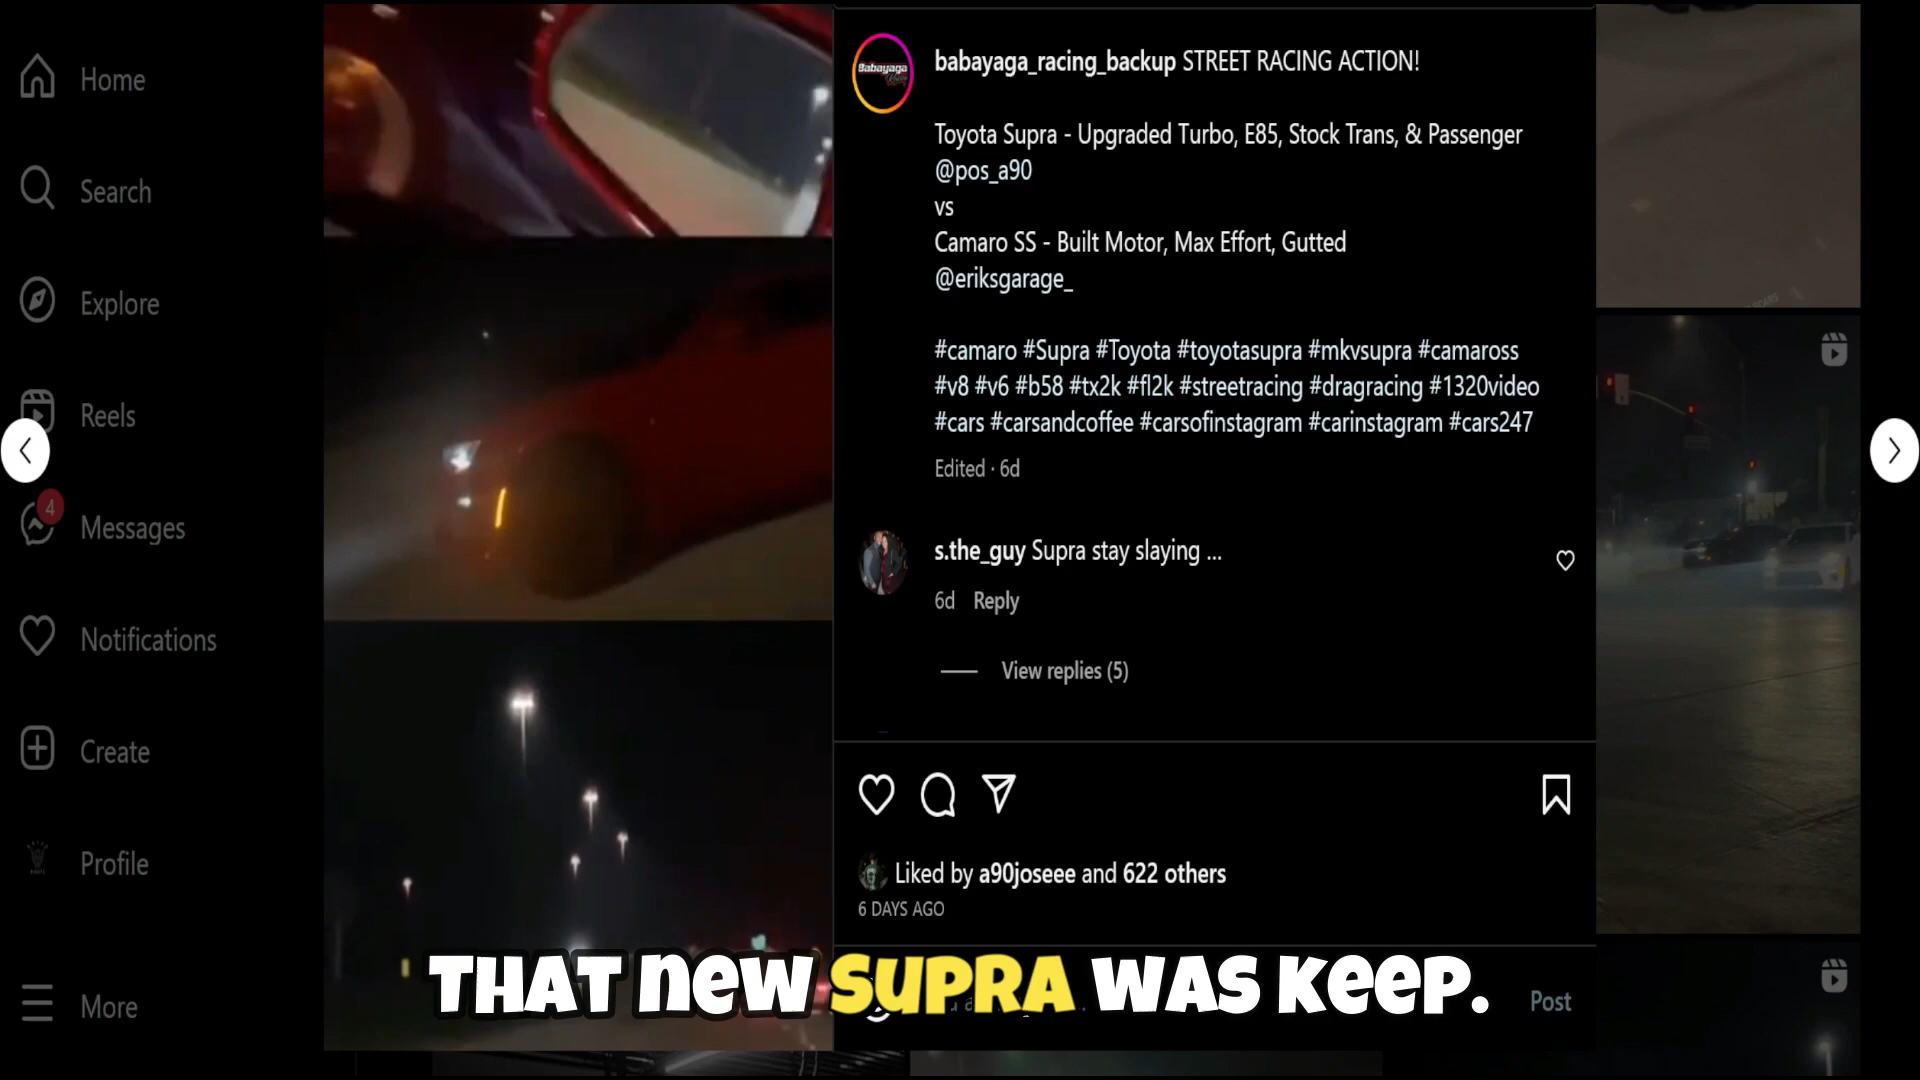 Home
Search
Explore
Reels
4
Messages
Notifications
Create
Profile
More
Babayaga
babayaga_racing_backup STREET RACING ACTION!
Toyota Supra - Upgraded Turbo, E85, Stock Trans, & Passenger
@pos_a90
vs
Camaro SS - Built Motor, Max Effort, Gutted
@eriksgarage_
#camaro #Supra #Toyota #toyotasupra #mkvsupra #camaross
#v8 #v6 #b58 #tx2k #fl2k #streetracing #dragracing #1320video
#cars #carsandcoffee #carsofinstagram #carinstagram #cars247
Edited · 6d
s.the_guy Supra stay slaying ...
6d Reply
View replies (5)
Liked by a90joseee and 622 others
6 DAYS AGO
THAT NEW SUPRA WAS KEEP.
Post